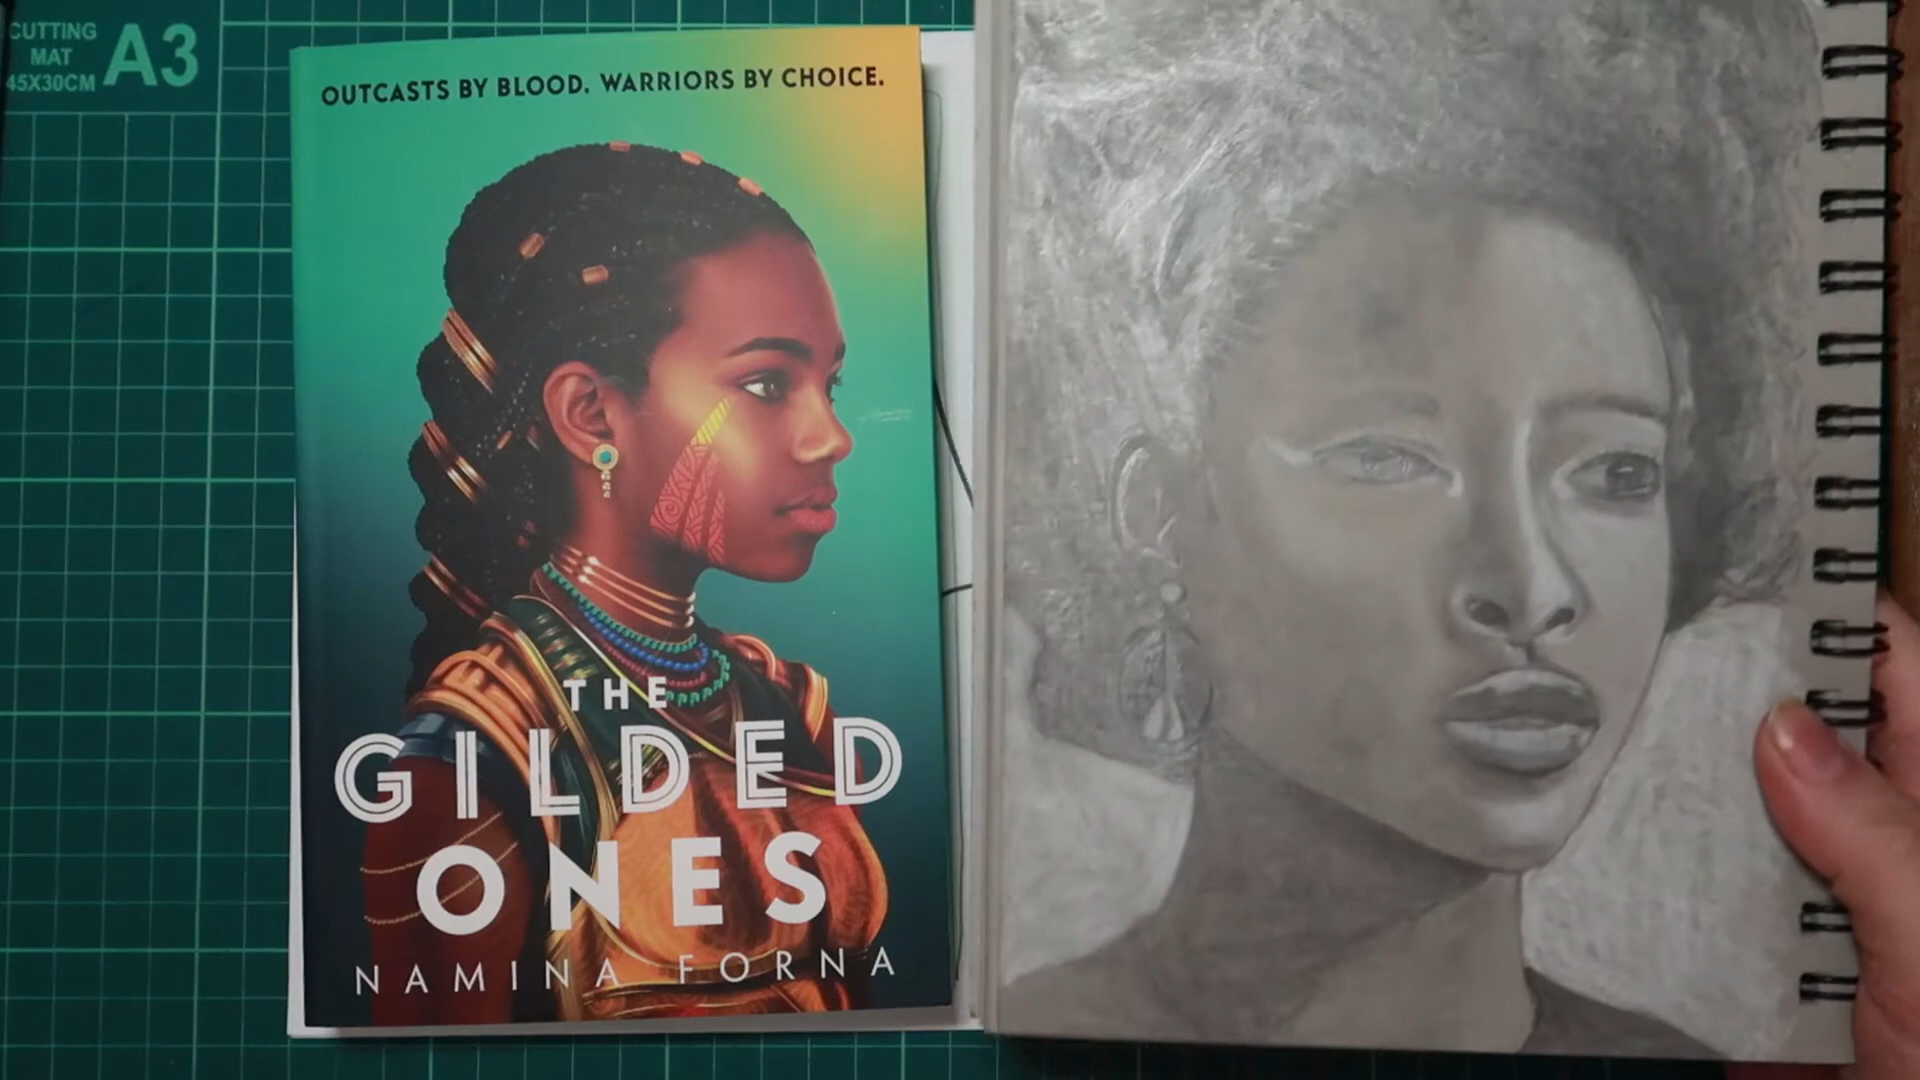 CUTTING
MAT
45X30CM
A3
OUTCASTS BY BLOOD. WARRIORS BY CHOICE.
THE
GILDED
ONES
NAMINA FORNA